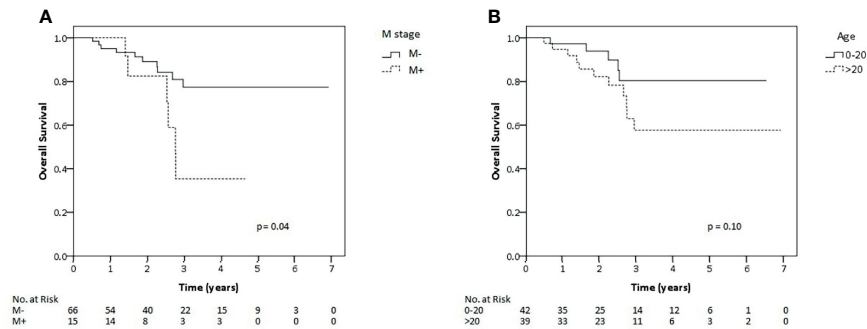 A
M stage
M-
M+
Overall Survival
1.0
0.8
0.6
0.4
0.2
0.0
p= 0.04
0 1 2 3 4 5 6 7
Time (years)
No. at Risk
M- 66 54 40 22 15 9 3 0
M+ 15 14 8 3 3 0 0 0
B
Age
0-20
>20
Overall Survival
1.0
0.8
0.6
0.4
0.2
0.0
p= 0.10
0 1 2 3 4 5 6 7
Time (years)
No. at Risk
0-20 42 35 25 14 12 6 1 0
>20 39 33 23 11 6 3 2 0